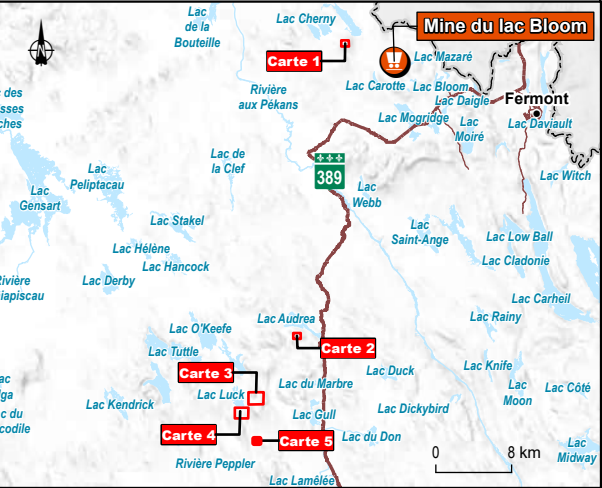 Lac
de la
Bouteille
Lac Cherny
Mine du lac Bloom
Carte 1
Lac Mazaré
Rivière
aux Pékans
Lac Carotte
Lac Bloom
Lac Daigle
Fermont
Lac Mogridge
Lac
Moiré
Lac Daviault
Lac de
la Clef
389
Lac
Peliptacau
Lac
Gensart
Lac
Webb
Lac Witch
Lac Stakel
Lac
Saint-Ange
Lac Low Ball
Lac Hélène
Lac Hancock
Lac Cladonie
Rivière
Lac Derby
Lac Carheil
Lac Rainy
Lac Audrea
Lac O'Keefe
Carte 2
Lac Tuttle
Carte 3
Lac Duck
Lac Knife
Lac du Marbre
Lac Luck
Lac
Moon
Lac Côté
Lac Kendrick
Lac Gull
Lac Dickybird
Carte 4
Carte 5
Lac du Don
Lac
Midway
Rivière Peppler
Lac Lamêlée
0 8 km